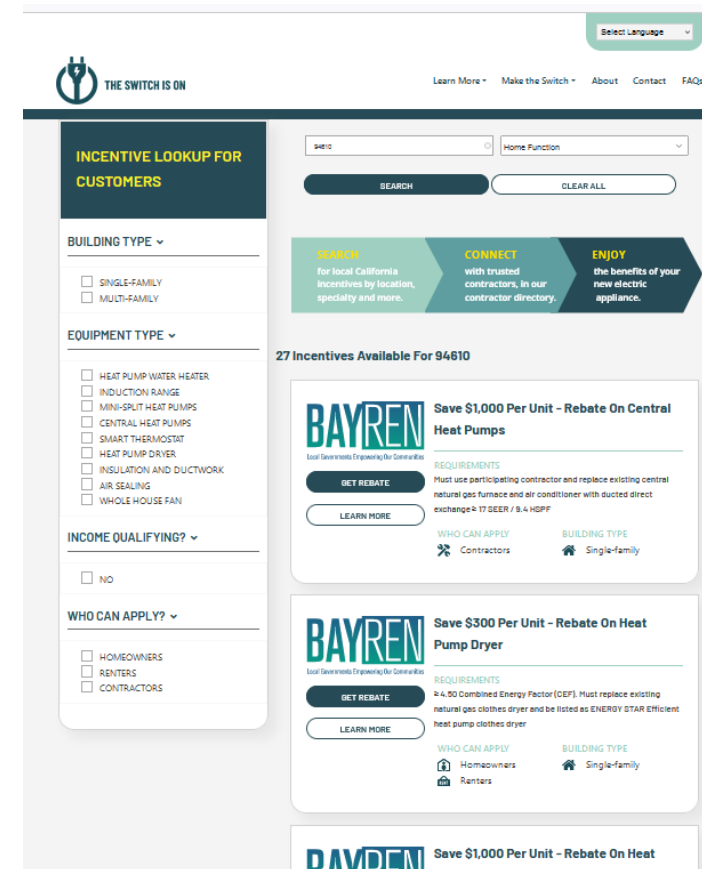 Select Language
THE SWITCH IS ON
Learn More
Make the Switch
About
Contact
FAQs
INCENTIVE LOOKUP FOR
CUSTOMERS
94610
Home Function
SEARCH
CLEAR ALL
BUILDING TYPE
SINGLE-FAMILY
MULTI-FAMILY
EQUIPMENT TYPE
HEAT PUMP WATER HEATER
INDUCTION RANGE
MINI-SPLIT HEAT PUMPS
CENTRAL HEAT PUMPS
SMART THERMOSTAT
HEAT PUMP DRYER
INSULATION AND DUCTWORK
AIR SEALING
WHOLE HOUSE FAN
INCOME QUALIFYING?
NO
WHO CAN APPLY?
HOMEOWNERS
RENTERS
CONTRACTORS
SEARCH
for local California
incentives by location,
specialty and more.
CONNECT
with trusted
contractors, in our
contractor directory.
ENJOY
the benefits of your
new electric
appliance.
27 Incentives Available For 94610
BAYREN
Local Governments Empowering Our Communities
GET REBATE
LEARN MORE
Save $1,000 Per Unit - Rebate On Central
Heat Pumps
REQUIREMENTS
Must use participating contractor and replace existing central
natural gas furnace and air conditioner with ducted direct
exchange ≥ 17 SEER / 9.4 HSPF
WHO CAN APPLY
Contractors
BUILDING TYPE
Single-family
BAYREN
Local Governments Empowering Our Communities
GET REBATE
LEARN MORE
Save $300 Per Unit - Rebate On Heat
Pump Dryer
REQUIREMENTS
≥ 4.50 Combined Energy Factor (CEF). Must replace existing
natural gas clothes dryer and be listed as ENERGY STAR Efficient
heat pump clothes dryer
WHO CAN APPLY
Homeowners
Renters
BUILDING TYPE
Single-family
BAYREN
Save $1,000 Per Unit - Rebate On Heat